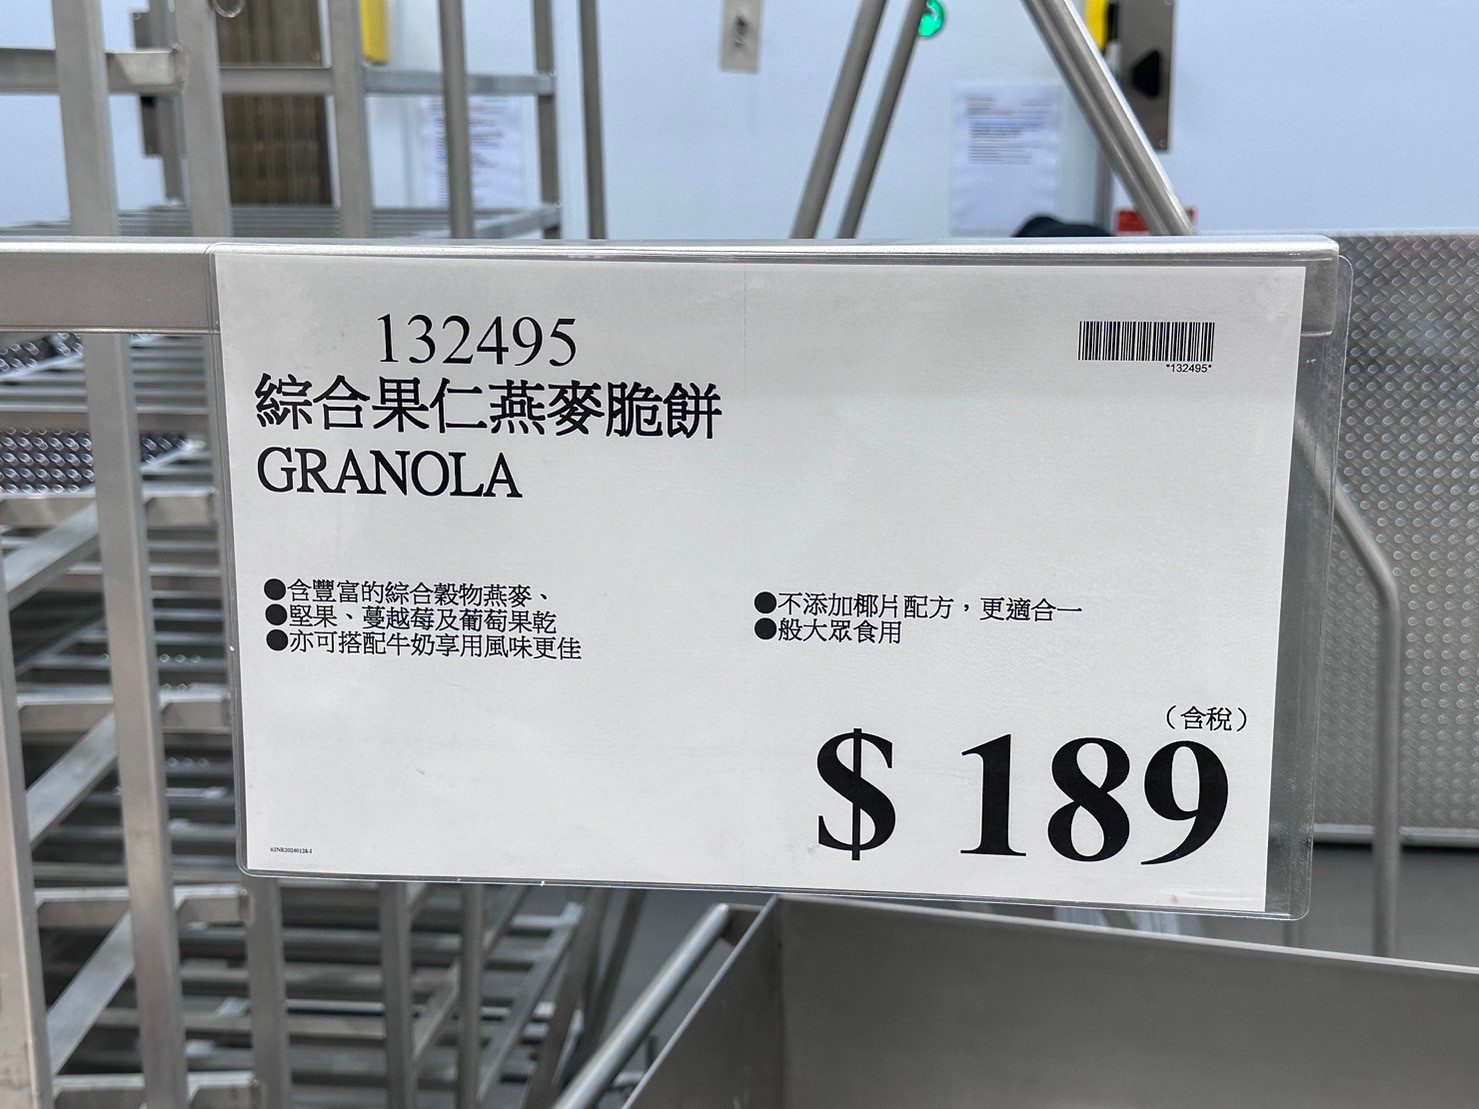 132495
*132495*
綜合果仁燕麥脆餅
GRANOLA
●含豐富的綜合穀物燕麥、
●堅果、蔓越莓及葡萄果乾
●亦可搭配牛奶享用風味更佳
●不添加椰片配方，更適合一
●般大眾食用
（含稅）
$ 189